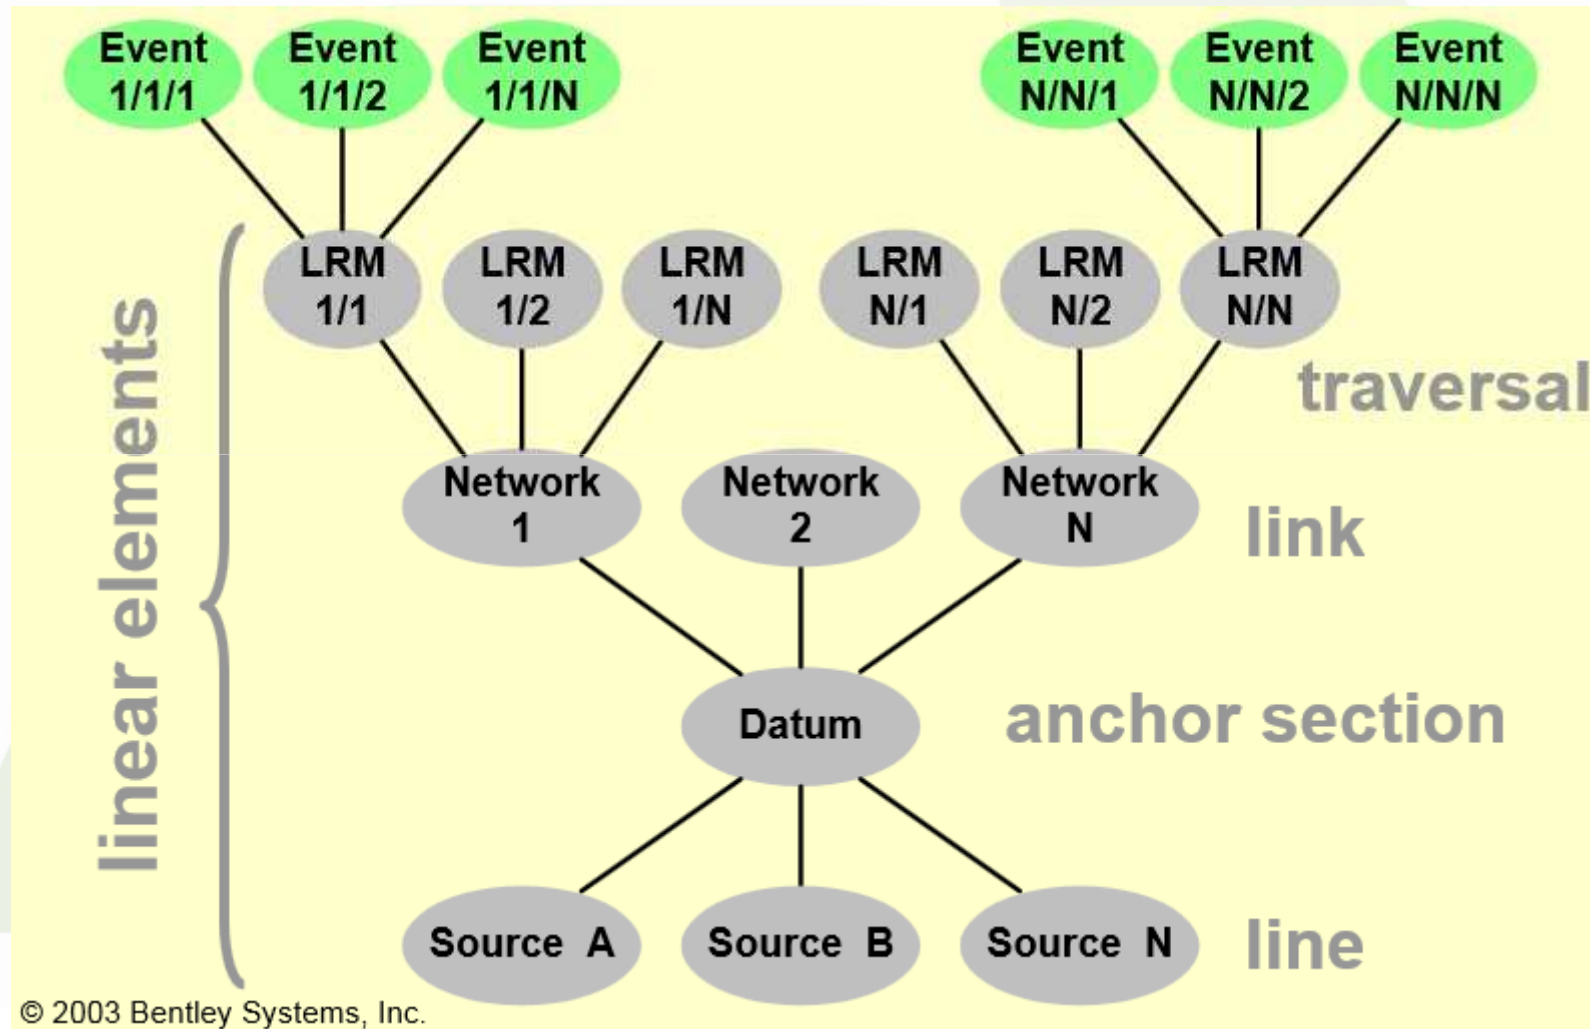 Event Event Event Event Event Event
1/1/1 1/1/2 1/1/N N/N/1 N/N/2 N/N/N
LRM LRM LRM LRM LRM LRM
1/1 1/2 1/N N/1 N/2 N/N
traversal
linear elements
Network Network Network
1 2 N
link
Datum
anchor section
Source A Source B Source N
line
© 2003 Bentley Systems, Inc.